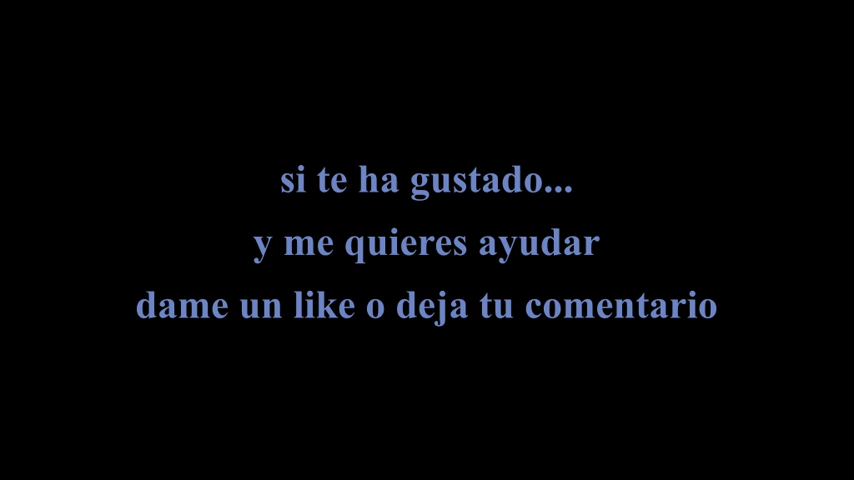 si te ha gustado...
y me quieres ayudar
dame un like o deja tu comentario